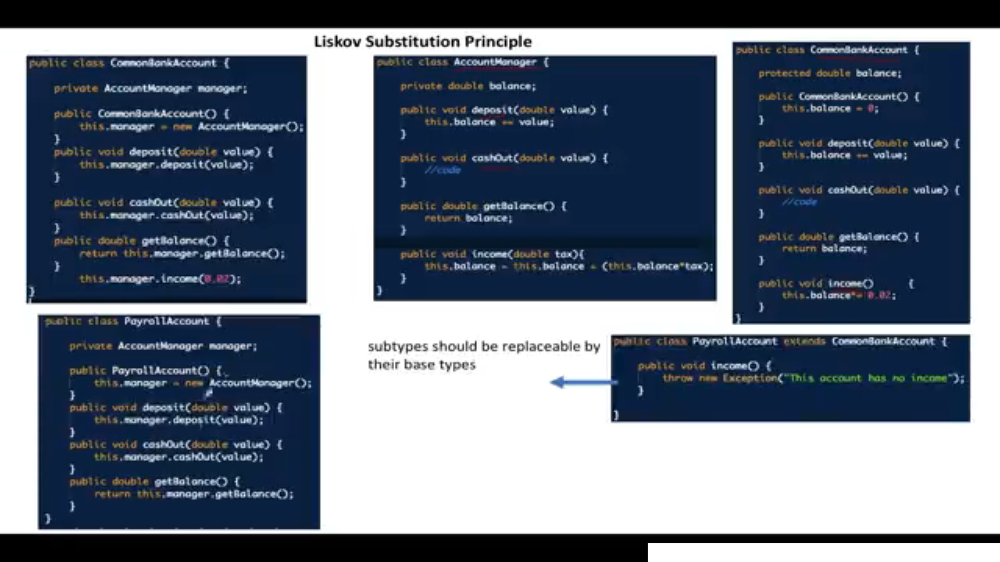 Liskov Substitution Principle
public class CommonBankAccount {
private AccountManager manager;
public CommonBankAccount() {
this.manager = new AccountManager();
}
public void deposit(double value) {
this.manager.deposit(value);
}
public void cashOut(double value) {
this.manager.cashOut(value);
}
public double getBalance() {
return this.manager.getBalance();
}
this.manager.income(0.02);
}
public class AccountManager {
private double balance;
public void deposit(double value) {
this.balance += value;
}
public void cashOut(double value) {
//code
}
public double getBalance() {
return balance;
}
public void income(double tax){
this.balance = this.balance - (this.balance*tax);
}
}
public class CommonBankAccount {
protected double balance;
public CommonBankAccount() {
this.balance = 0;
}
public void deposit(double value) {
this.balance += value;
}
public void cashOut(double value) {
//code
}
public double getBalance() {
return balance;
}
public void income() {
this.balance*= 0.02;
}
}
public class PayrollAccount {
private AccountManager manager;
public PayrollAccount() {
this.manager = new AccountManager();
}
public void deposit(double value) {
this.manager.deposit(value);
}
public void cashOut(double value) {
this.manager.cashOut(value);
}
public double getBalance() {
return this.manager.getBalance();
}
}
subtypes should be replaceable by
their base types
public class PayrollAccount extends CommonBankAccount {
public void income() {
throw new Exception("This account has no income");
}
}